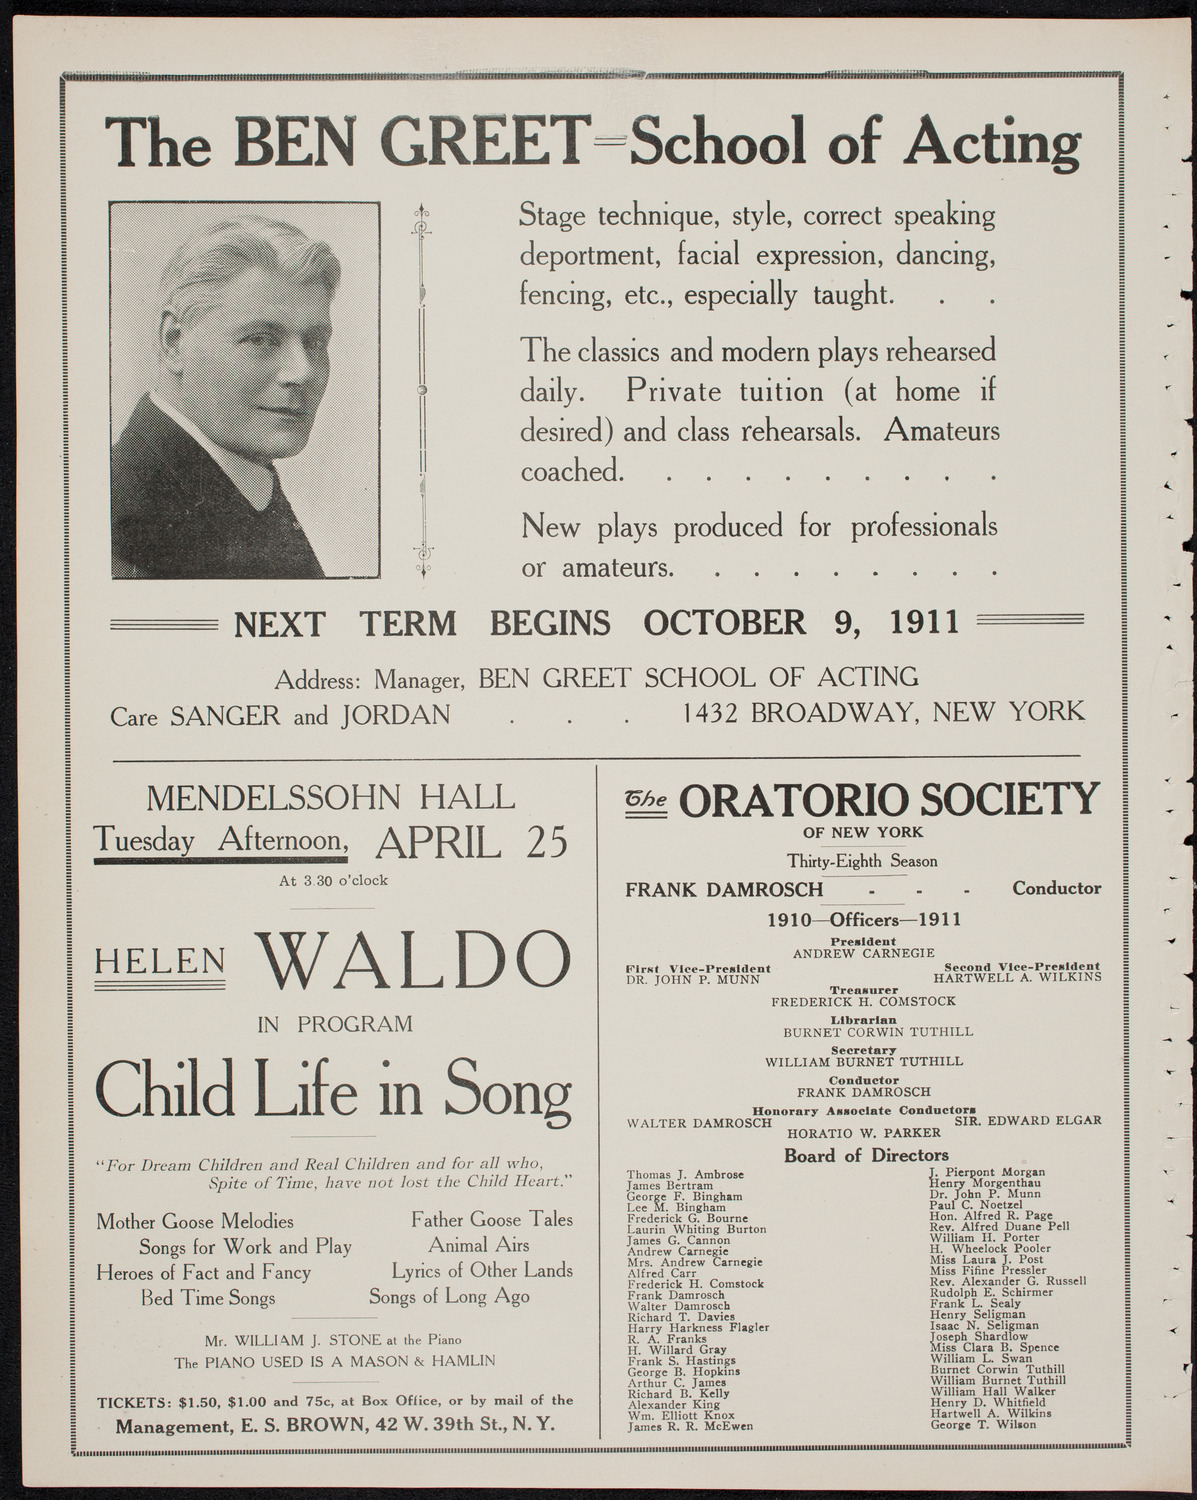 The BEN GREET=School of Acting
Stage technique, style, correct speaking
deportment, facial expression, dancing,
fencing, etc., especially taught. . .
The classics and modern plays rehearsed
daily. Private tuition (at home if
desired) and class rehearsals. Amateurs
coached. . . . . . . . . .
New plays produced for professionals
or amateurs. . . . . . . . .
NEXT TERM BEGINS OCTOBER 9, 1911
Address: Manager, BEN GREET SCHOOL OF ACTING
Care SANGER and JORDAN . . . 1432 BROADWAY, NEW YORK
MENDELSSOHN HALL
Tuesday Afternoon, APRIL 25
At 3.30 o'clock
HELEN WALDO
IN PROGRAM
Child Life in Song
"For Dream Children and Real Children and for all who,
Spite of Time, have not lost the Child Heart."
Mother Goose Melodies Father Goose Tales
Songs for Work and Play Animal Airs
Heroes of Fact and Fancy Lyrics of Other Lands
Bed Time Songs Songs of Long Ago
Mr. WILLIAM J. STONE at the Piano
The PIANO USED IS A MASON & HAMLIN
TICKETS: $1.50, $1.00 and 75c, at Box Office, or by mail of the
Management, E. S. BROWN, 42 W. 39th St., N. Y.
The ORATORIO SOCIETY
OF NEW YORK
Thirty-Eighth Season
FRANK DAMROSCH - - - Conductor
1910—Officers—1911
President
ANDREW CARNEGIE
First Vice-President Second Vice-President
DR. JOHN P. MUNN HARTWELL A. WILKINS
Treasurer
FREDERICK H. COMSTOCK
Librarian
BURNET CORWIN TUTHILL
Secretary
WILLIAM BURNET TUTHILL
Conductor
FRANK DAMROSCH
Honorary Associate Conductors
WALTER DAMROSCH SIR. EDWARD ELGAR
HORATIO W. PARKER
Board of Directors
Thomas J. Ambrose
James Bertram
George F. Bingham
Lee M. Bingham
Frederick G. Bourne
Laurin Whiting Burton
James G. Cannon
Andrew Carnegie
Mrs. Andrew Carnegie
Alfred Carr
Frederick H. Comstock
Frank Damrosch
Walter Damrosch
Richard T. Davies
Harry Harkness Flagler
R. A. Franks
H. Willard Gray
Frank S. Hastings
George B. Hopkins
Arthur C. James
Richard B. Kelly
Alexander King
Wm. Elliott Knox
James R. R. McEwen
J. Pierpont Morgan
Henry Morgenthau
Dr. John P. Munn
Paul C. Noetzel
Hon. Alfred R. Page
Rev. Alfred Duane Pell
William H. Porter
H. Wheelock Pooler
Miss Laura J. Post
Miss Fifine Pressler
Rev. Alexander G. Russell
Rudolph E. Schirmer
Frank L. Sealy
Henry Seligman
Isaac N. Seligman
Joseph Shardlow
Miss Clara B. Spence
William L. Swan
Burnet Corwin Tuthill
William Burnet Tuthill
William Hall Walker
Henry D. Whitfield
Hartwell A. Wilkins
George T. Wilson